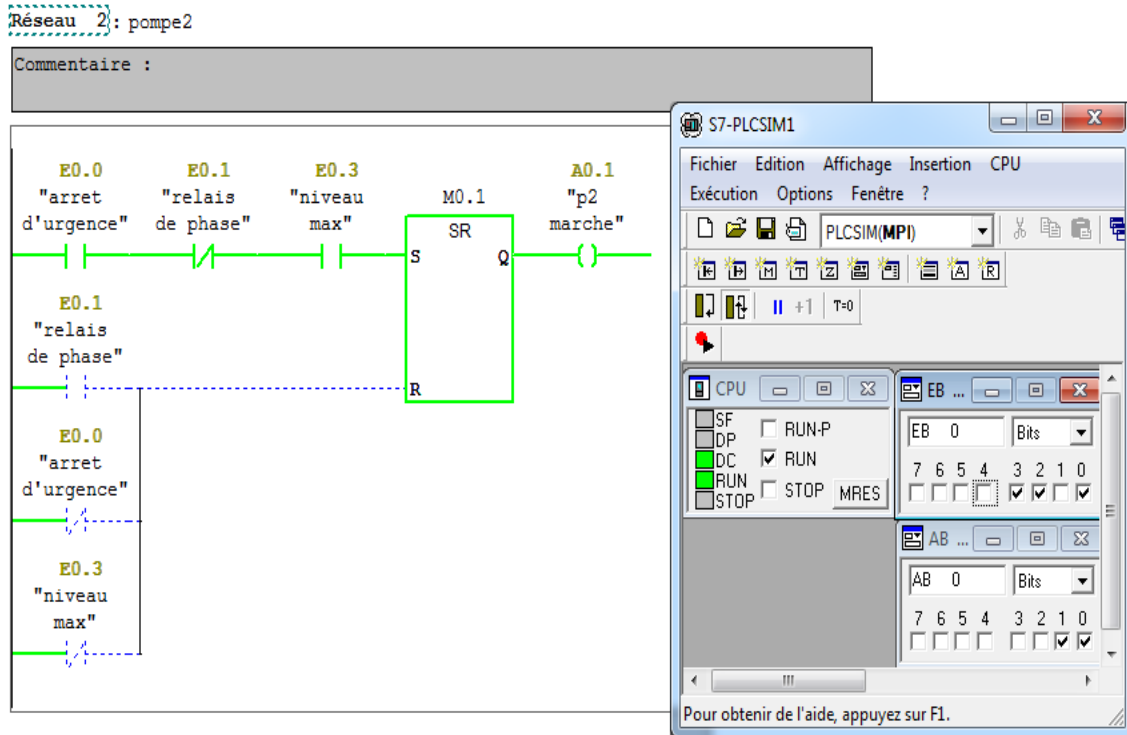 Réseau 2 : pompe2
Commentaire :
E0.0 E0.1 E0.3 A0.1
"arret "relais "niveau M0.1 "p2
d'urgence" de phase" max" SR marche"
S Q
E0.1
"relais
de phase"
R
E0.0
"arret
d'urgence"
E0.3
"niveau
max"
S7-PLCSIM1
Fichier Edition Affichage Insertion CPU
Exécution Options Fenêtre ?
PLCSIM(MPI)
+1 T=0
CPU
SF
DP
DC
RUN
STOP
RUN-P
RUN
STOP MRES
EB ...
EB 0 Bits
7 6 5 4 3 2 1 0
AB ...
AB 0 Bits
7 6 5 4 3 2 1 0
Pour obtenir de l'aide, appuyez sur F1.